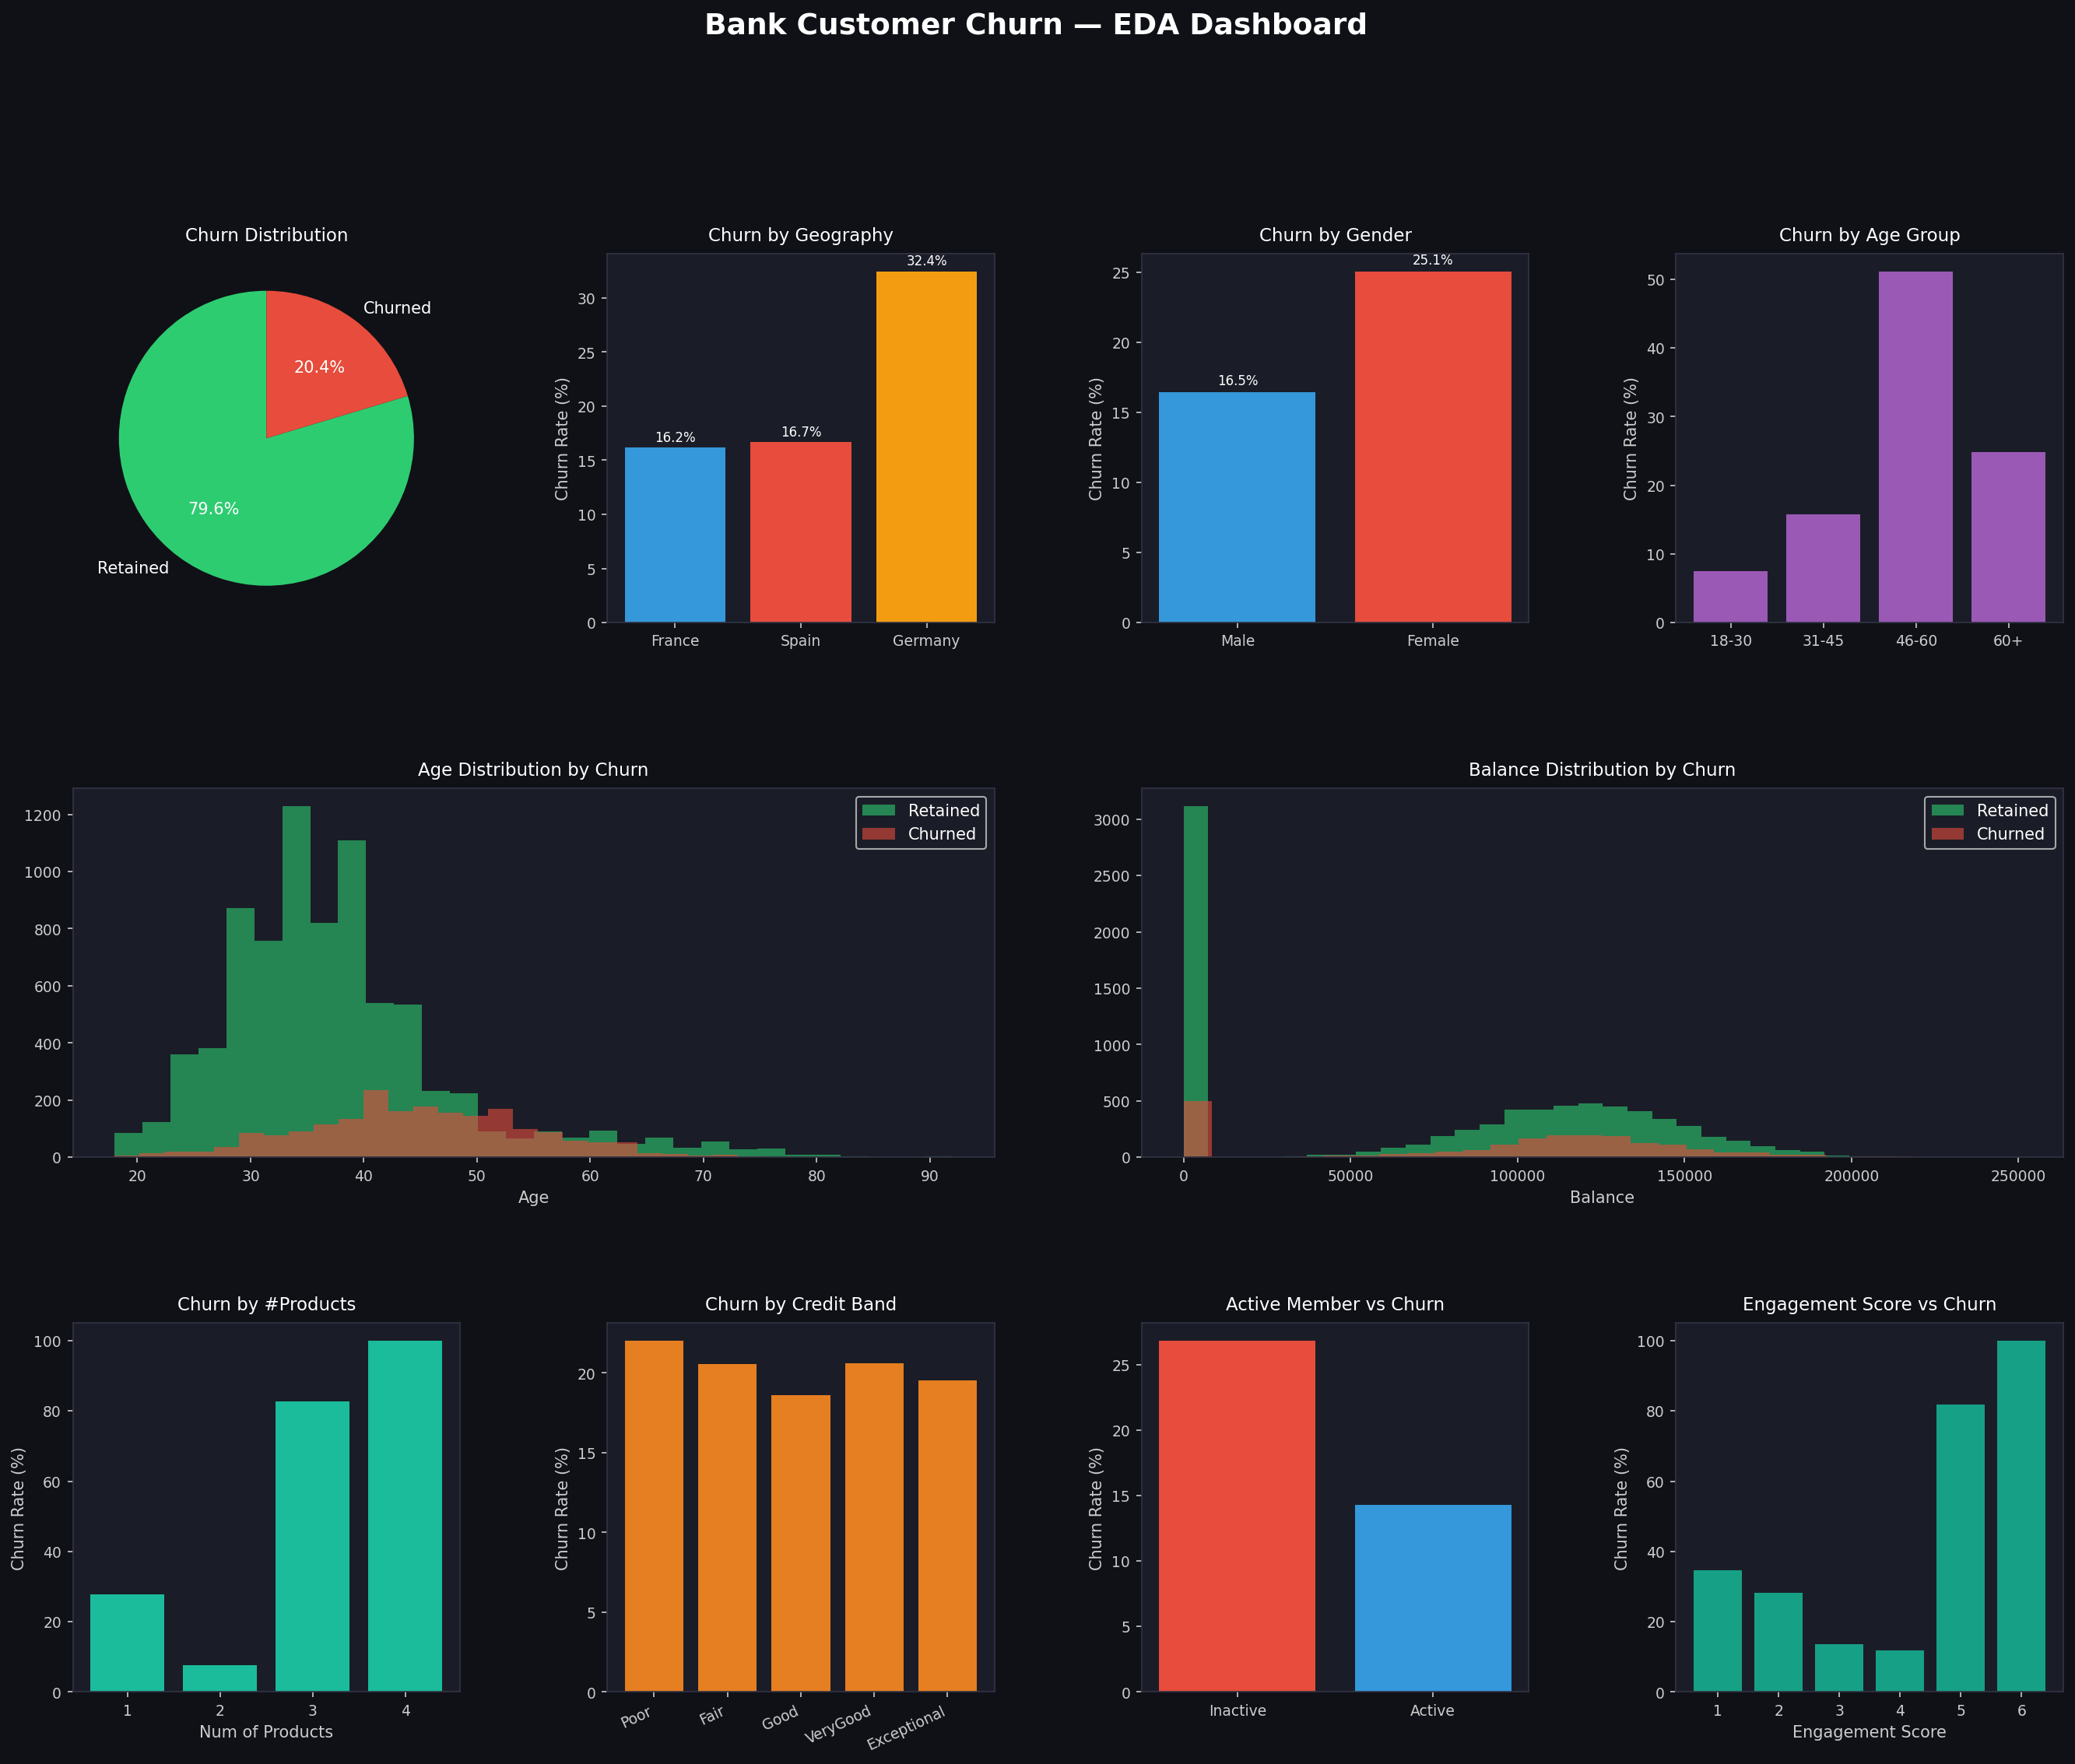 Bank Customer Churn — EDA Dashboard
Churn Distribution
Churned
20.4%
79.6%
Retained
Churn by Geography
Churn Rate (%)
30
25
20
15
10
5
0
32.4%
16.2%
16.7%
France Spain Germany
Churn by Gender
Churn Rate (%)
25
20
15
10
5
0
25.1%
16.5%
Male Female
Churn by Age Group
Churn Rate (%)
50
40
30
20
10
0
18-30 31-45 46-60 60+
Age Distribution by Churn
Retained
Churned
1200
1000
800
600
400
200
0
20 30 40 50 60 70 80 90
Age
Balance Distribution by Churn
Retained
Churned
3000
2500
2000
1500
1000
500
0
0 50000 100000 150000 200000 250000
Balance
Churn by #Products
Churn Rate (%)
100
80
60
40
20
0
1 2 3 4
Num of Products
Churn by Credit Band
Churn Rate (%)
20
15
10
5
0
Poor Fair Good VeryGood Exceptional
Active Member vs Churn
Churn Rate (%)
25
20
15
10
5
0
Inactive Active
Engagement Score vs Churn
Churn Rate (%)
100
80
60
40
20
0
1 2 3 4 5 6
Engagement Score